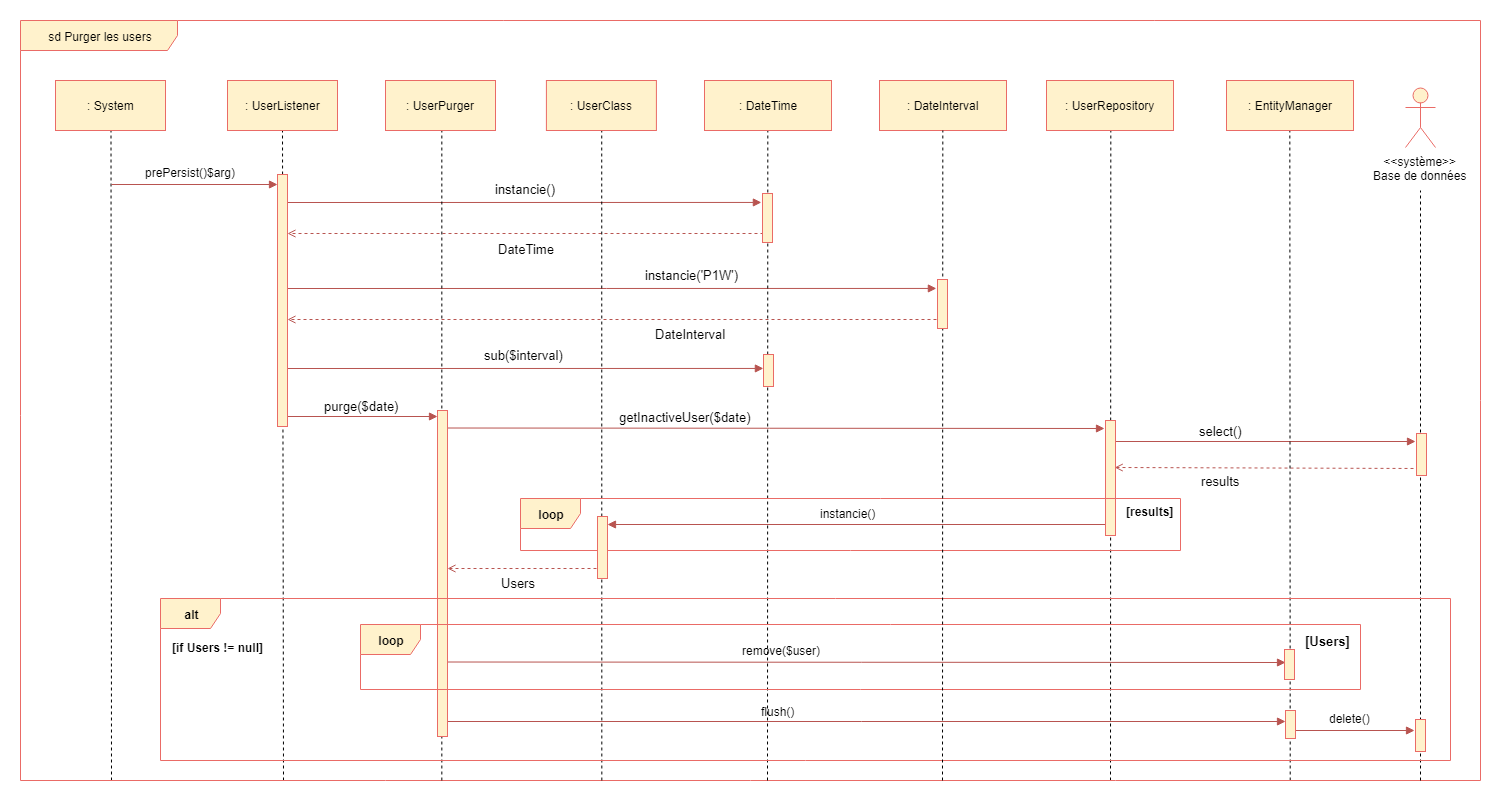 sd Purger les users
: System
: UserListener
: UserPurger
: UserClass
: DateTime
: DateInterval
: UserRepository
: EntityManager
<<système>>
Base de données
prePersist()$arg)
instancie()
DateTime
instancie('P1W')
DateInterval
sub($interval)
purge($date)
getInactiveUser($date)
select()
results
loop
[results]
instancie()
Users
alt
[if Users != null]
loop
[Users]
remove($user)
flush()
delete()